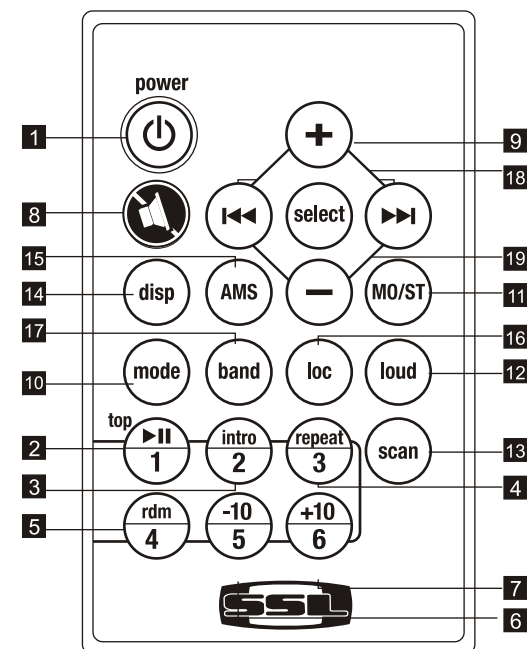 power
1
+
9
18
8
select
15
19
14
disp
AMS
−
MO/ST
11
17
16
10
mode
band
loc
loud
12
top
2
1
intro
2
repeat
3
scan
13
3
4
5
rdm
4
-10
5
+10
6
7
SSL
6